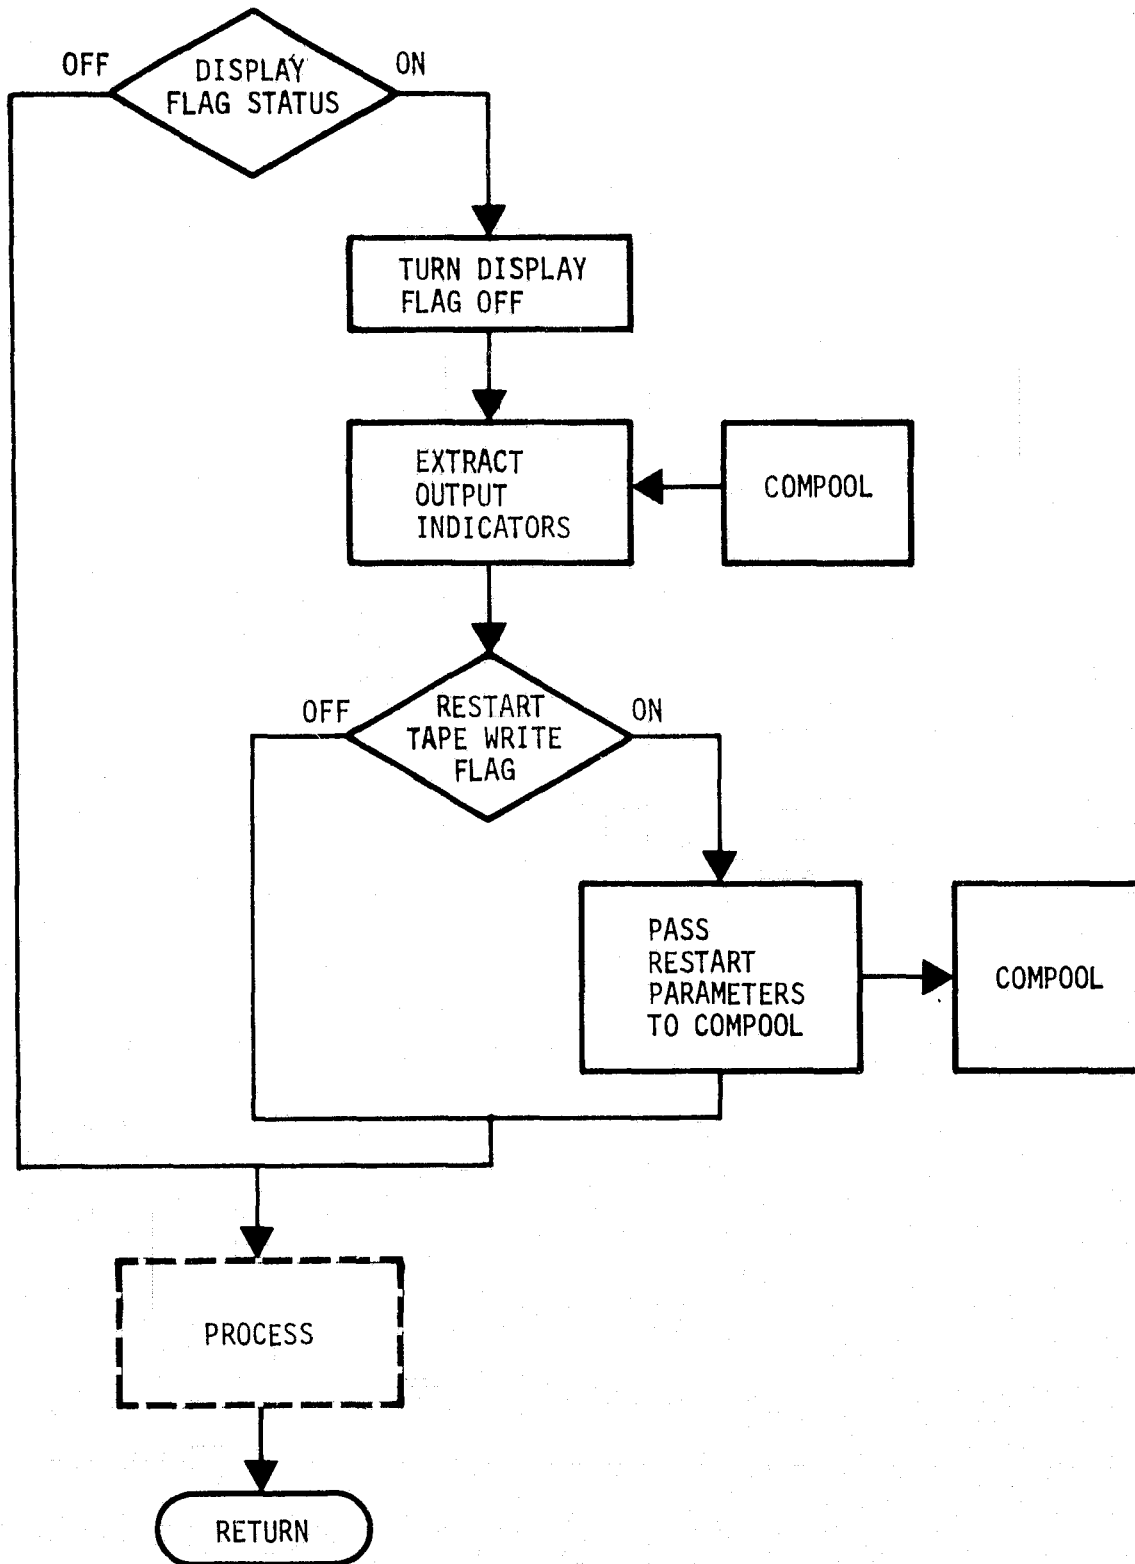 OFF
DISPLAY
FLAG STATUS
ON
TURN DISPLAY
FLAG OFF
EXTRACT
OUTPUT
INDICATORS
COMPOOL
OFF
RESTART
TAPE WRITE
FLAG
ON
PASS
RESTART
PARAMETERS
TO COMPOOL
COMPOOL
PROCESS
RETURN